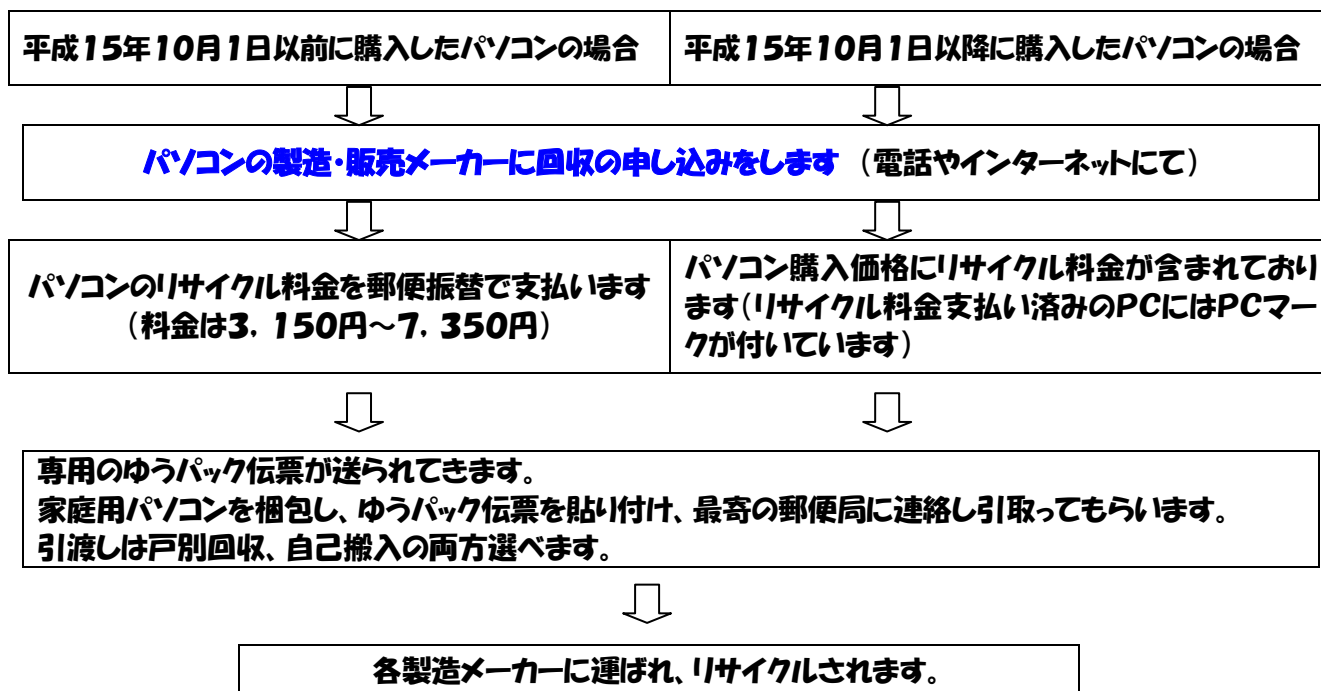 平成15年10月1日以前に購入したパソコンの場合
平成15年10月1日以降に購入したパソコンの場合
パソコンの製造・販売メーカーに回収の申し込みをします（電話やインターネットにて）
パソコンのリサイクル料金を郵便振替で支払います
（料金は3，150円～7，350円）
パソコン購入価格にリサイクル料金が含まれており
ます（リサイクル料金支払い済みのPCにはPCマー
クが付いています）
専用のゆうパック伝票が送られてきます。
家庭用パソコンを梱包し、ゆうパック伝票を貼り付け、最寄の郵便局に連絡し引取ってもらいます。
引渡しは戸別回収、自己搬入の両方選べます。
各製造メーカーに運ばれ、リサイクルされます。